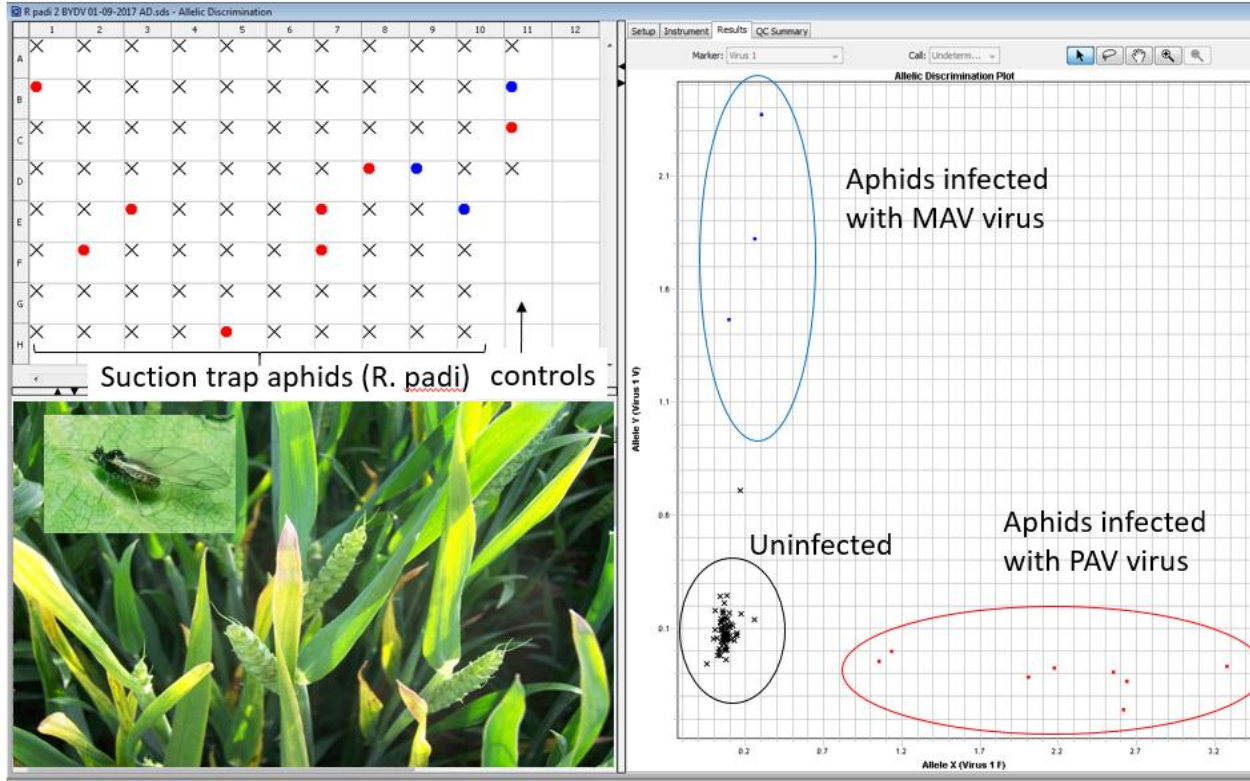 R padi 2 BYDV 01-09-2017 AD.sds - Allelic Discrimination
1 2 3 4 5 6 7 8 9 10 11 12
A
B
C
D
E
F
G
H
Suction trap aphids (R. padi) controls
Setup Instrument Results QC Summary
Marker: Virus 1 Call: Undeterm...
Allelic Discrimination Plot
Aphids infected
with MAV virus
Uninfected
Aphids infected
with PAV virus
2.1
1.6
1.1
0.6
0.1
Allele Y (Virus 1 V)
0.2 0.7 1.2 1.7 2.2 2.7 3.2
Allele X (Virus 1 F)